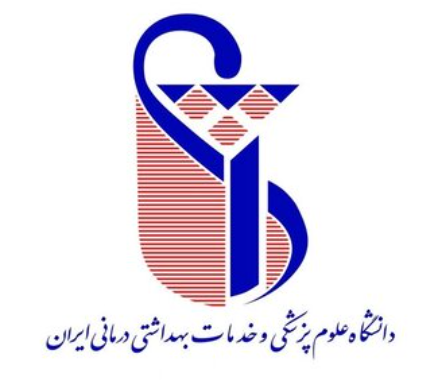 دانشگاه علوم پزشکی و خدمات بهداشتی درمانی ایران